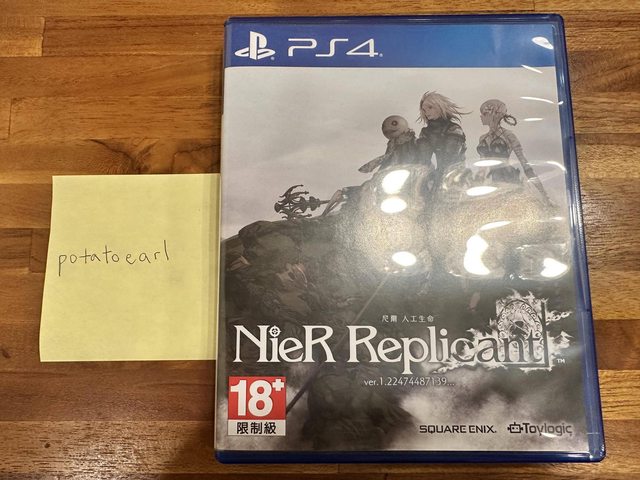 PS4
potatoearl
尼爾 人工生命
NieR Replicant™
ver.1.22474487139...
18+
限制級
SQUARE ENIX.
Toylogic